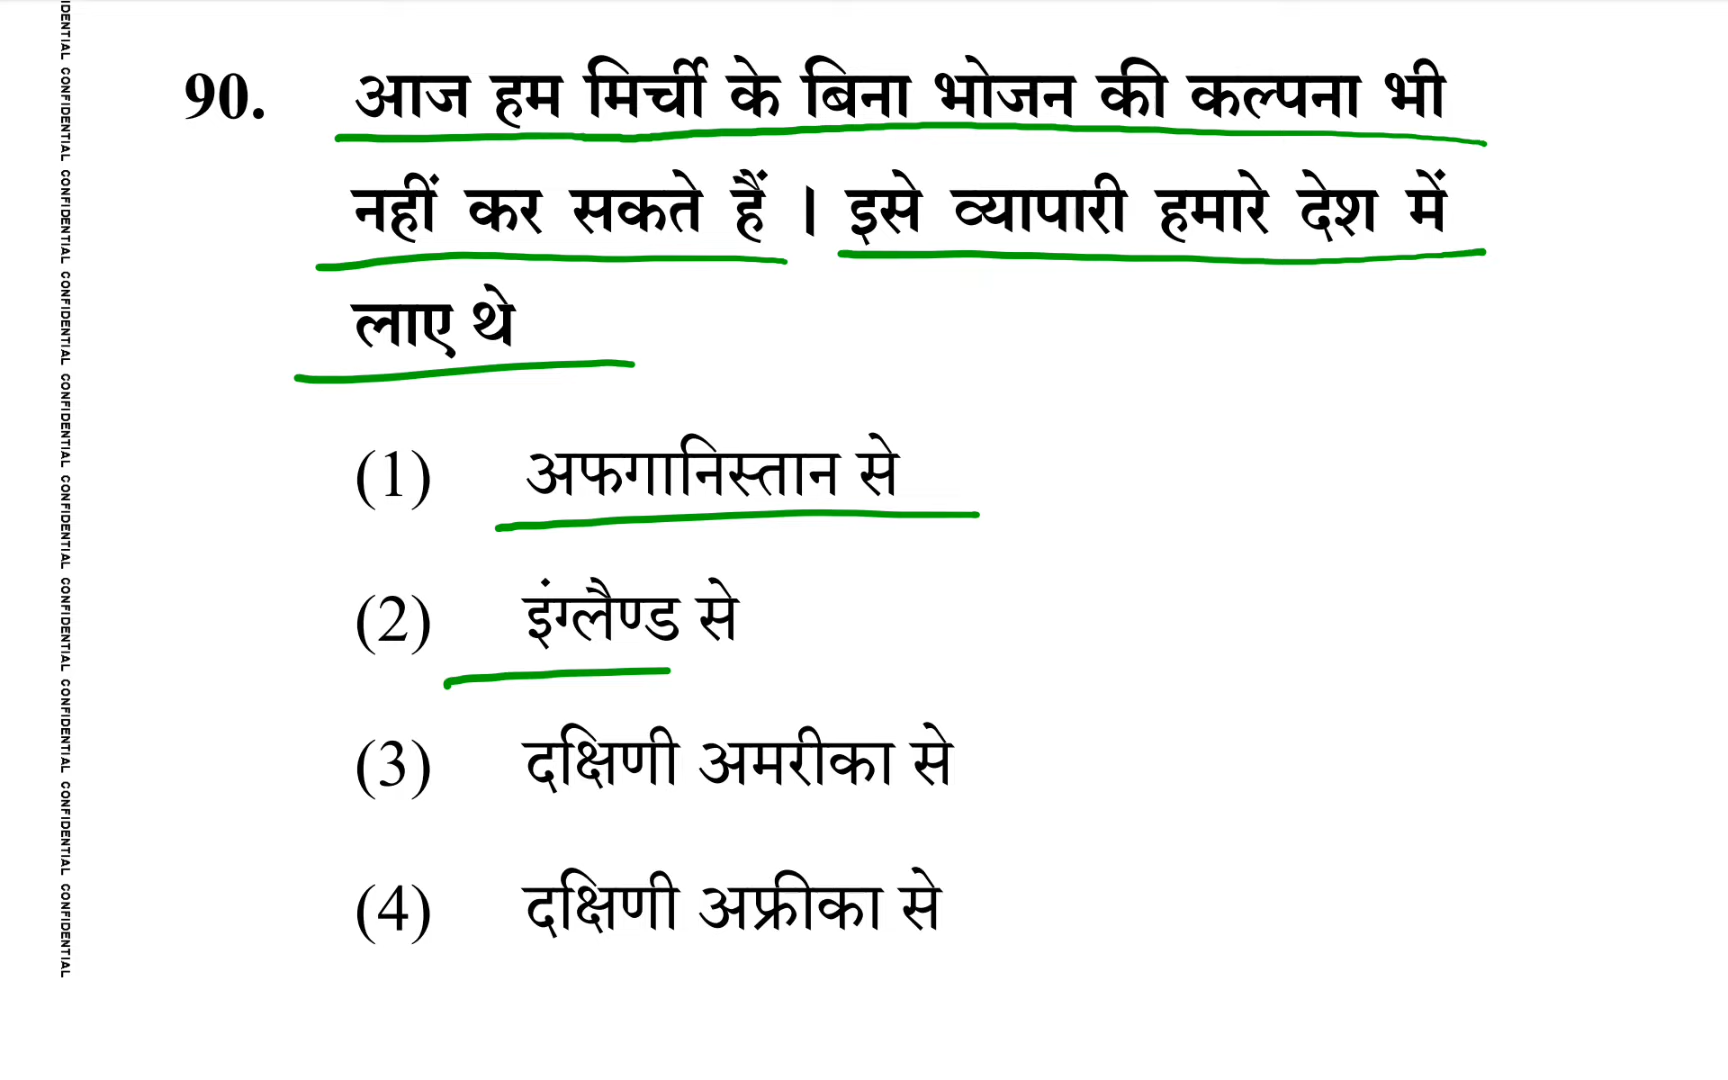 90. आज हम मिर्ची के बिना भोजन की कल्पना भी
नहीं कर सकते हैं । इसे व्यापारी हमारे देश में
लाए थे
(1) अफगानिस्तान से
(2) इंग्लैण्ड से
(3) दक्षिणी अमरीका से
(4) दक्षिणी अफ्रीका से
IDENTIAL CONFIDENTIAL CONFIDENTIAL CONFIDENTIAL CONFIDENTIAL CONFIDENTIAL CONFIDENTIAL CONFIDENTIAL CONFIDENTIAL CONFIDENTIAL